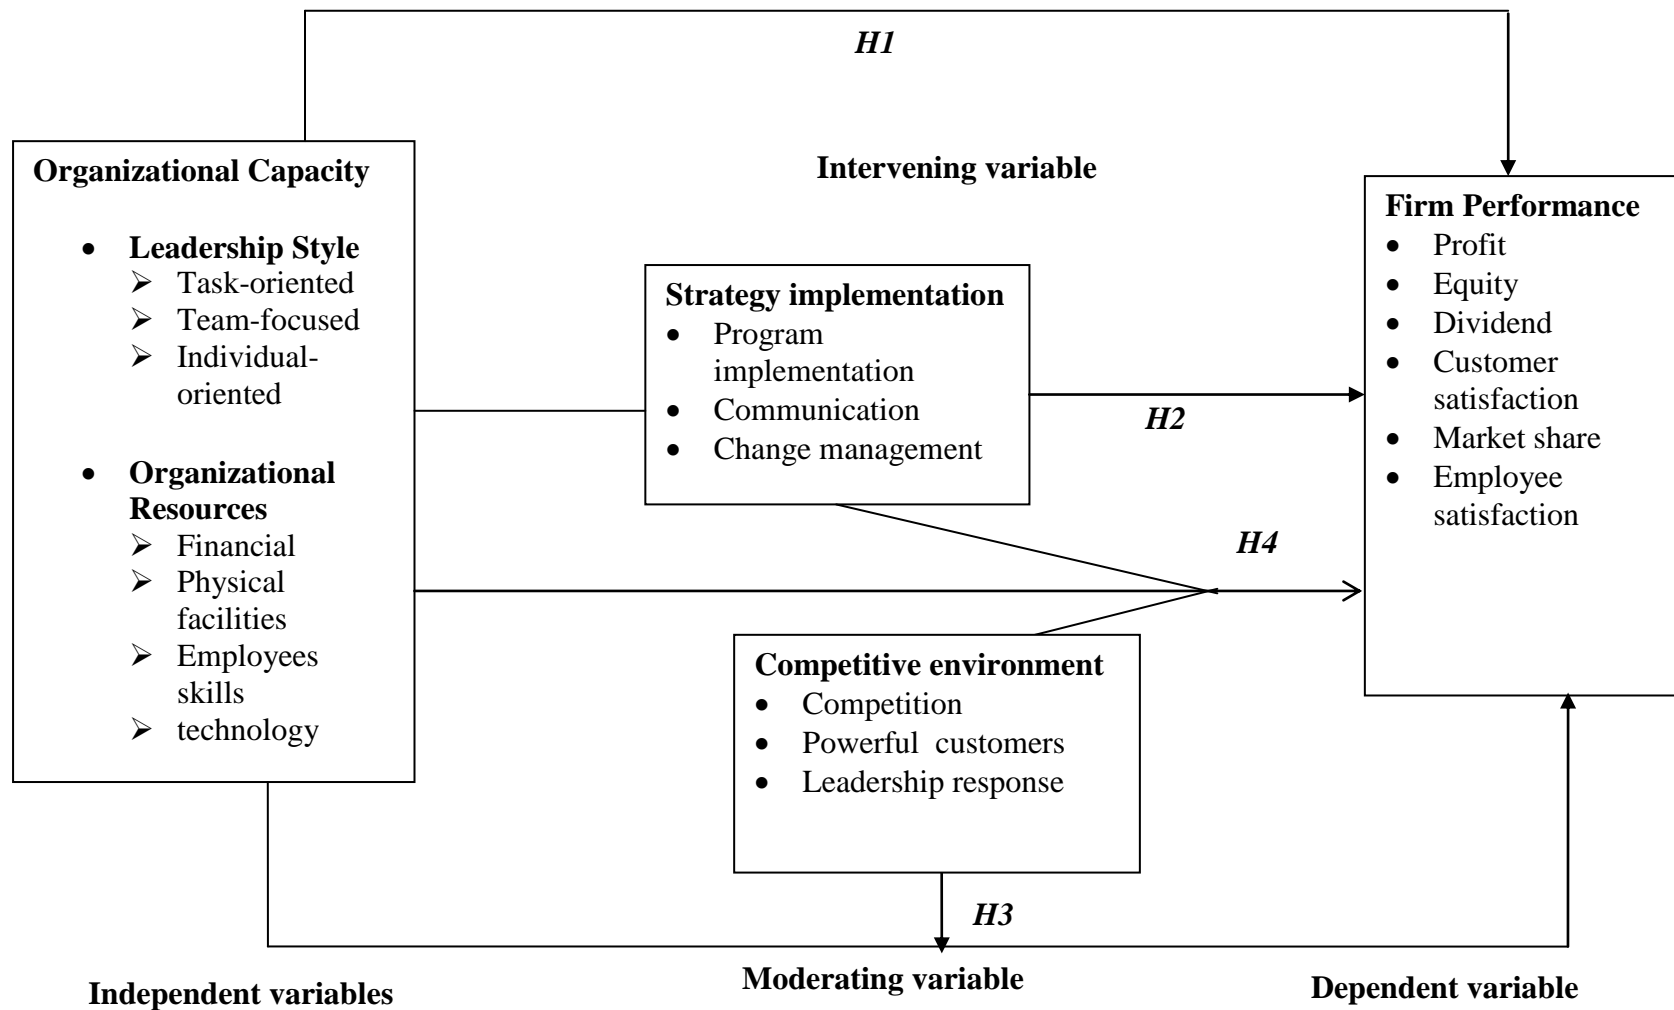 H1
Organizational Capacity
• Leadership Style
➢ Task-oriented
➢ Team-focused
➢ Individual-
oriented
• Organizational
Resources
➢ Financial
➢ Physical
facilities
➢ Employees
skills
➢ technology
Intervening variable
Strategy implementation
• Program
implementation
• Communication
• Change management
H2
H4
Competitive environment
• Competition
• Powerful customers
• Leadership response
H3
Firm Performance
• Profit
• Equity
• Dividend
• Customer
satisfaction
• Market share
• Employee
satisfaction
Independent variables
Moderating variable
Dependent variable